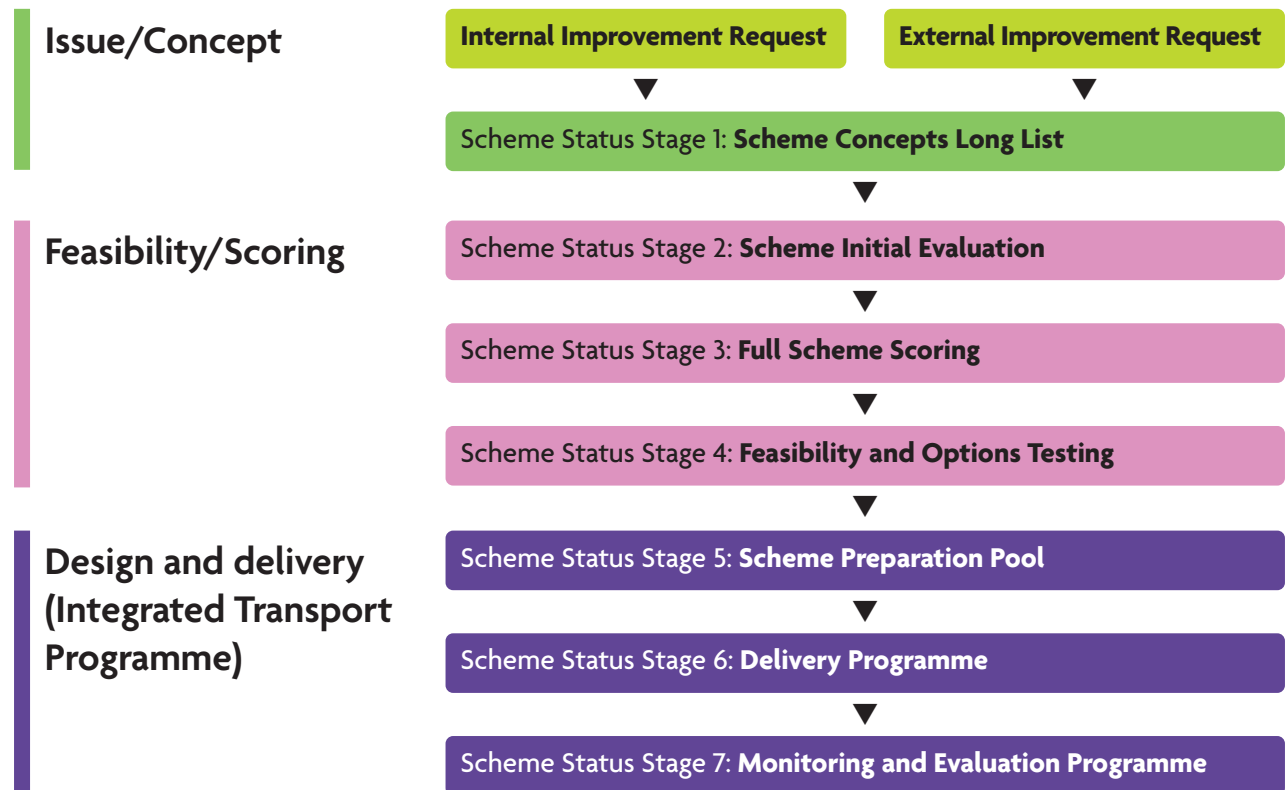 Issue/Concept
Internal Improvement Request
External Improvement Request
Scheme Status Stage 1: Scheme Concepts Long List
Feasibility/Scoring
Scheme Status Stage 2: Scheme Initial Evaluation
Scheme Status Stage 3: Full Scheme Scoring
Scheme Status Stage 4: Feasibility and Options Testing
Design and delivery
(Integrated Transport
Programme)
Scheme Status Stage 5: Scheme Preparation Pool
Scheme Status Stage 6: Delivery Programme
Scheme Status Stage 7: Monitoring and Evaluation Programme